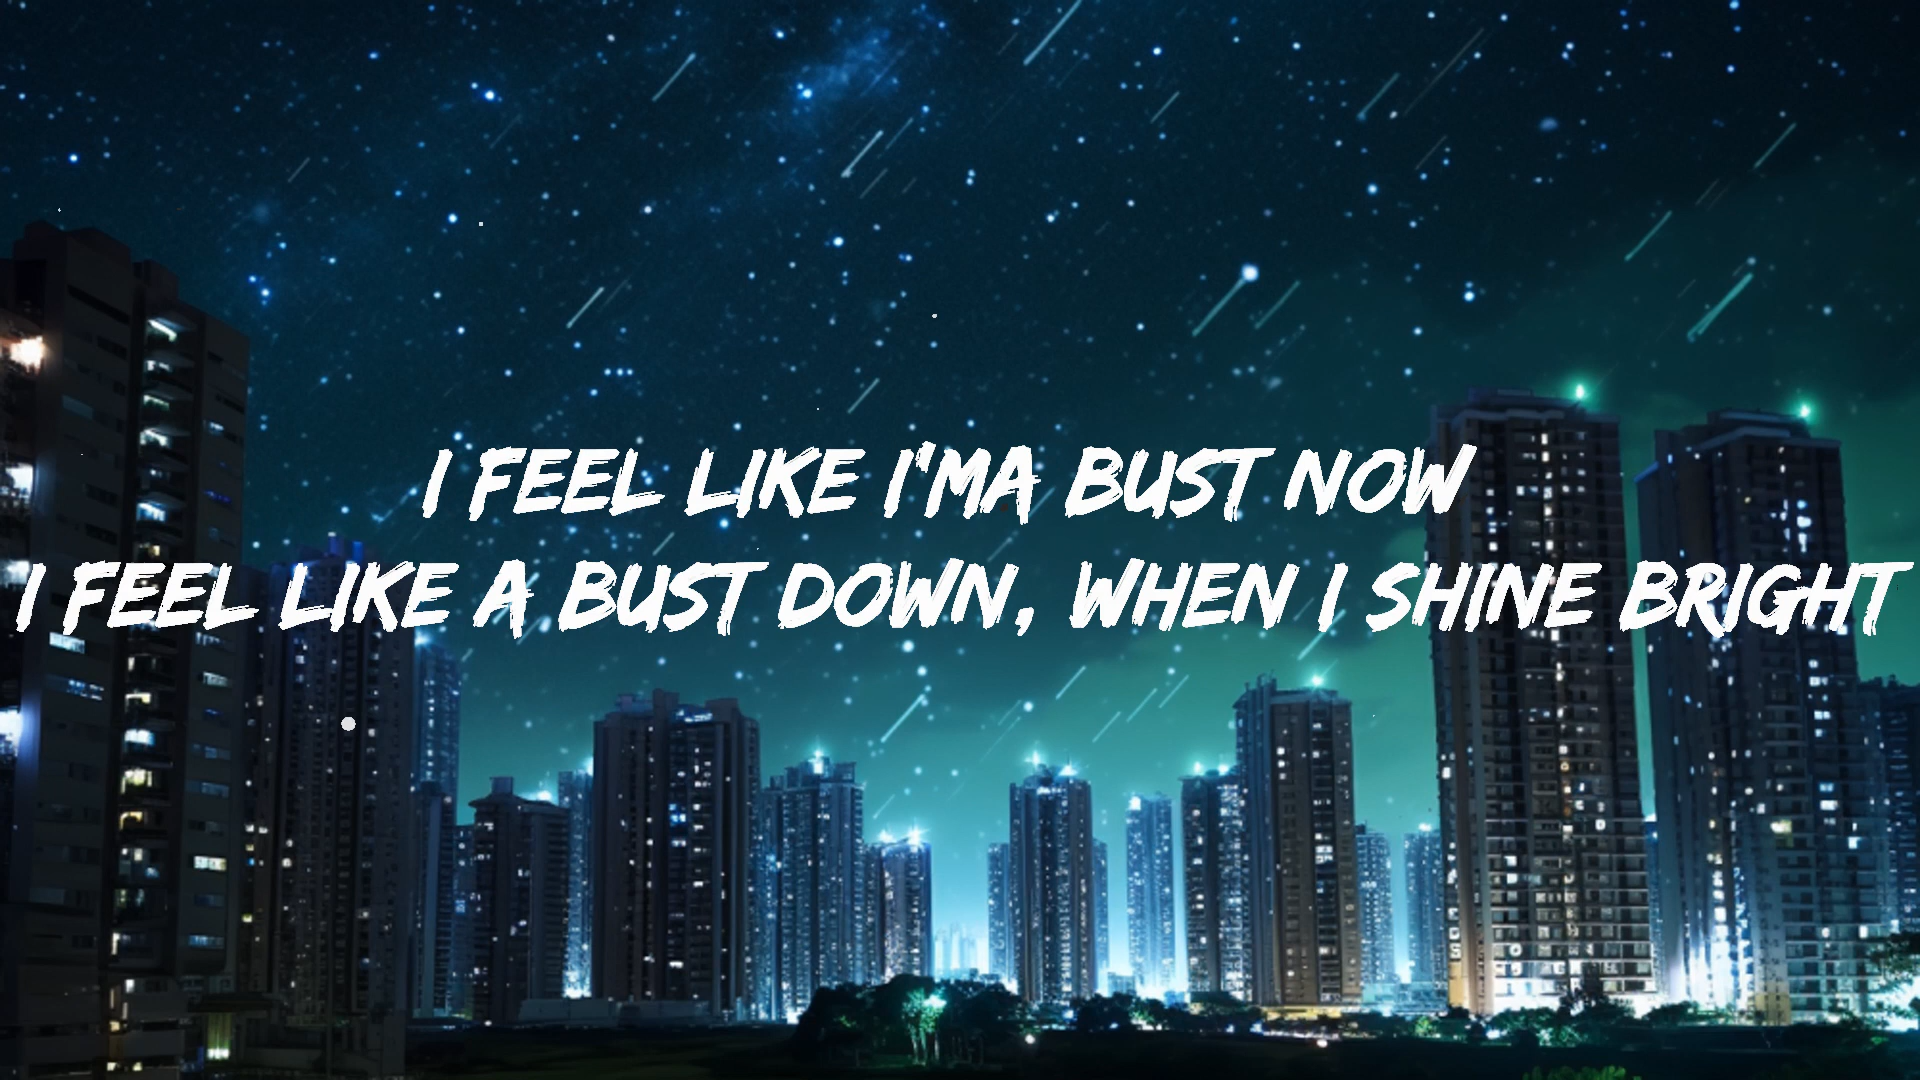 I FEEL LIKE I'MA BUST NOW
I FEEL LIKE A BUST DOWN, WHEN I SHINE BRIGHT